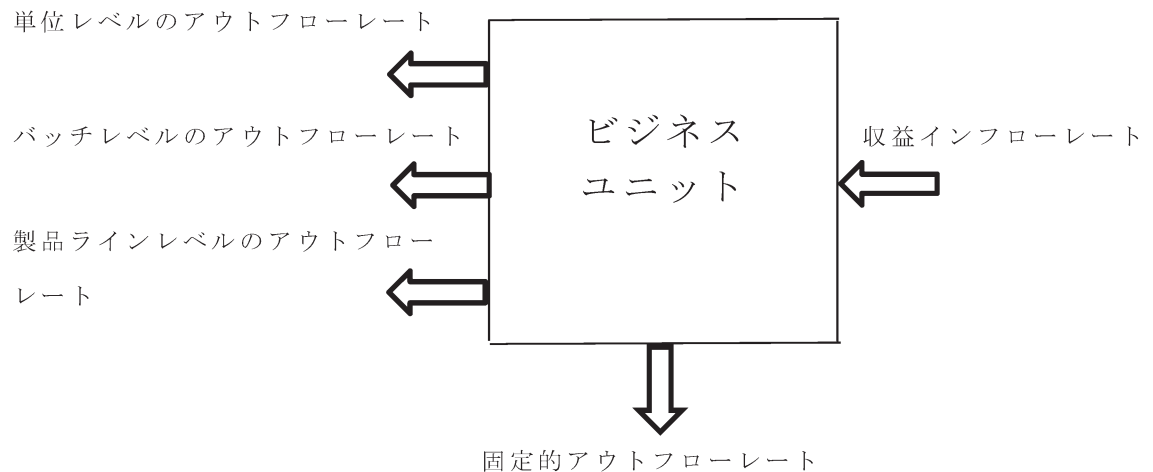 単位レベルのアウトフローレート
バッチレベルのアウトフローレート
製品ラインレベルのアウトフロー
レート
ビジネス
ユニット
収益インフローレート
固定的アウトフローレート